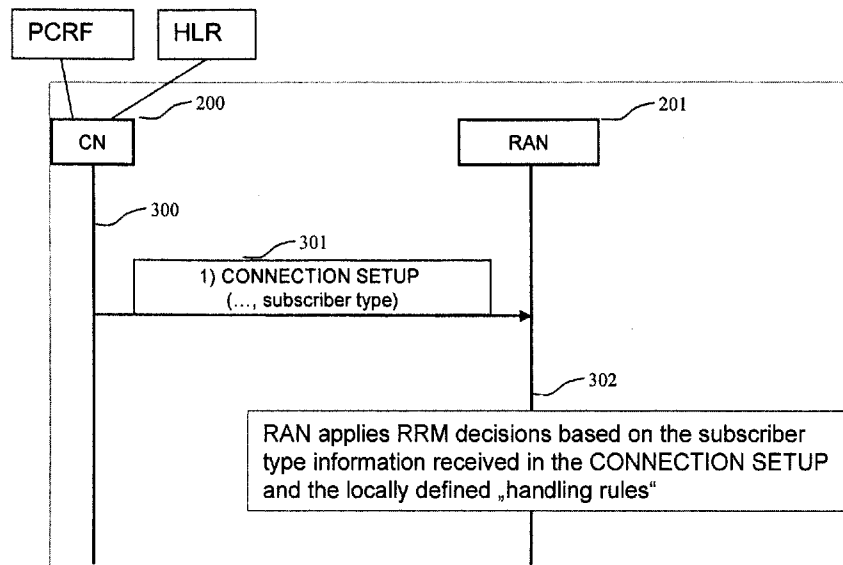 PCRF
HLR
200
201
CN
RAN
300
301
1) CONNECTION SETUP
(..., subscriber type)
302
RAN applies RRM decisions based on the subscriber
type information received in the CONNECTION SETUP
and the locally defined „handling rules“